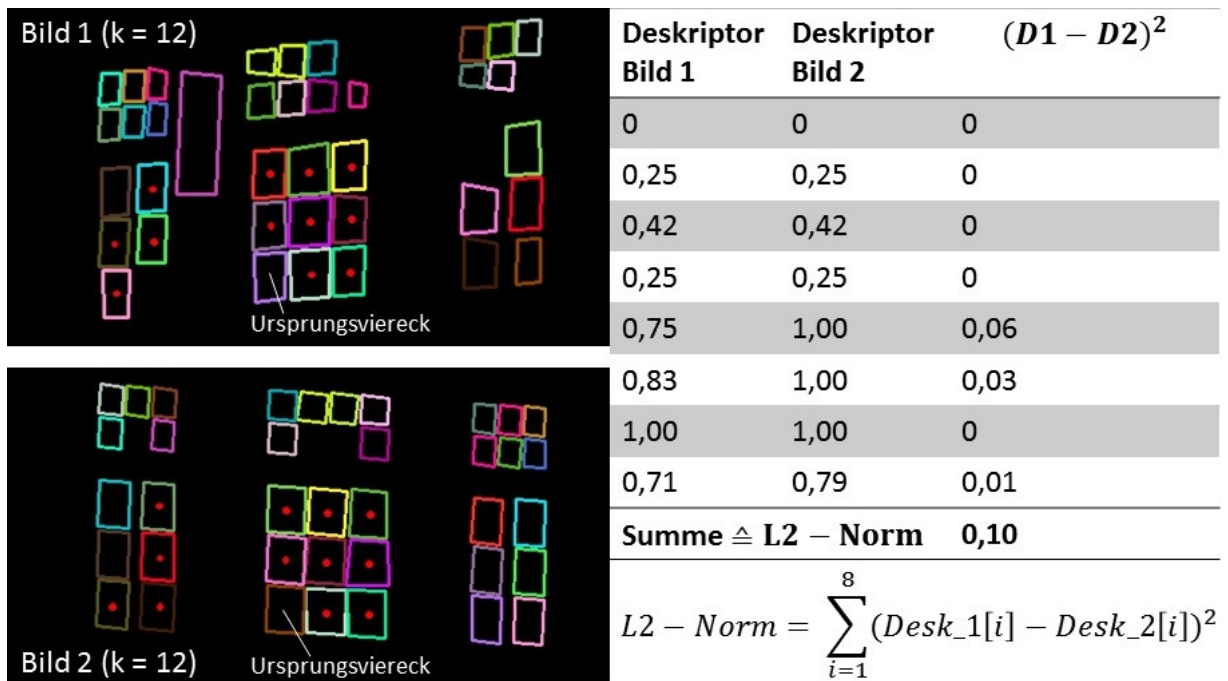 Bild 1 (k = 12)
Ursprungsviereck
Bild 2 (k = 12)
Ursprungsviereck
Deskriptor Deskriptor (D1 − D2)²
Bild 1 Bild 2
0 0 0
0,25 0,25 0
0,42 0,42 0
0,25 0,25 0
0,75 1,00 0,06
0,83 1,00 0,03
1,00 1,00 0
0,71 0,79 0,01
Summe ≙ L2 − Norm 0,10
8
L2 − Norm = ∑(Desk_1[i] − Desk_2[i])²
i=1